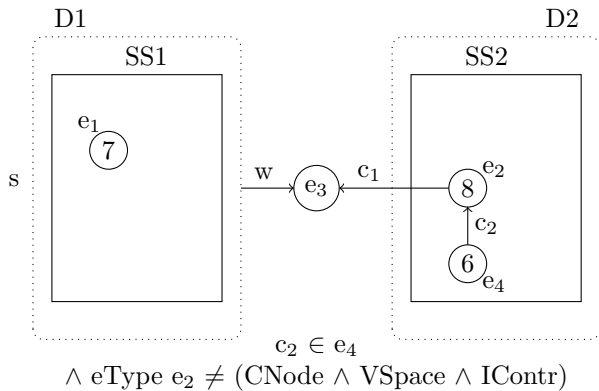 D1 D2
SS1 SS2
e₁
7
s w e₃ c₁ 8 e₂
c₂
6 e₄
c₂ ∈ e₄
∧ eType e₂ ≠ (CNode ∧ VSpace ∧ IContr)